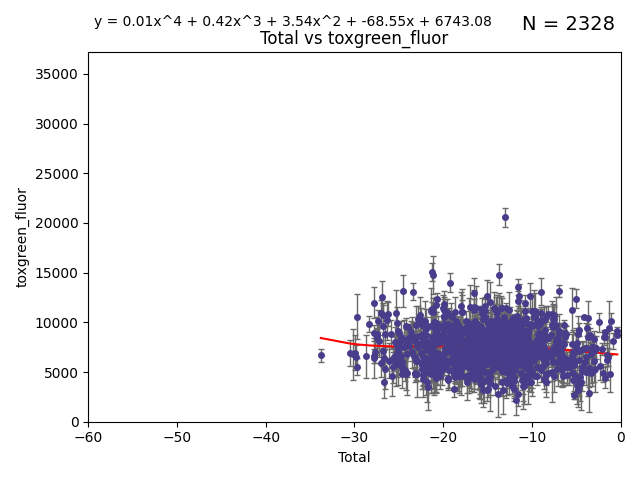 y = 0.01x^4 + 0.42x^3 + 3.54x^2 + -68.55x + 6743.08
N = 2328
Total vs toxgreen_fluor
35000
30000
25000
20000
15000
10000
5000
0
toxgreen_fluor
−60 −50 −40 −30 −20 −10 0
Total